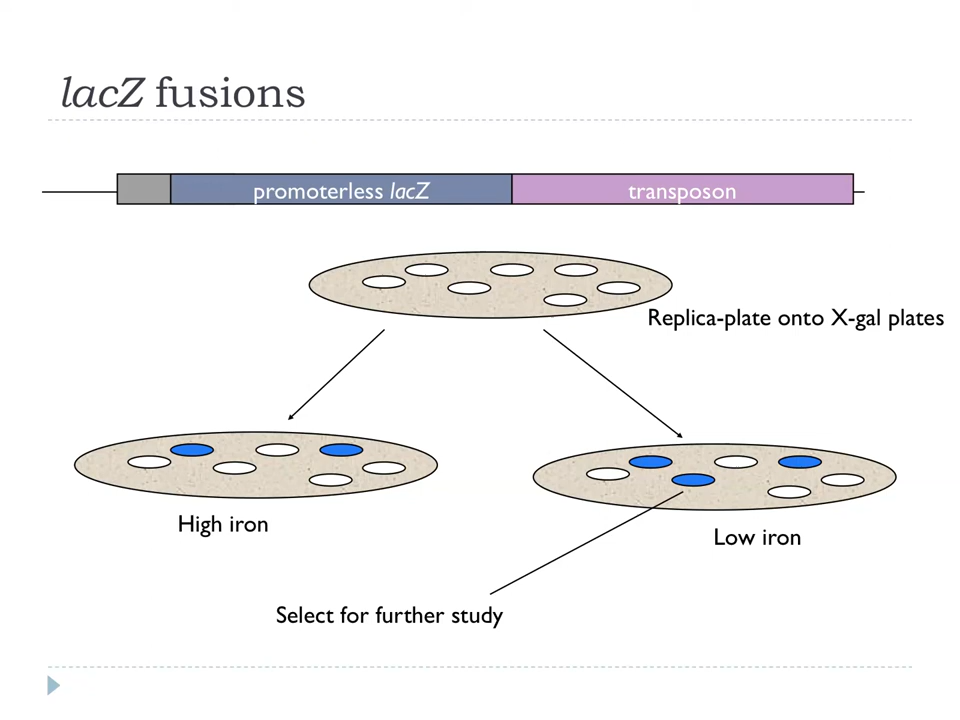 lacZ fusions
promoterless lacZ
transposon
Replica-plate onto X-gal plates
High iron
Low iron
Select for further study